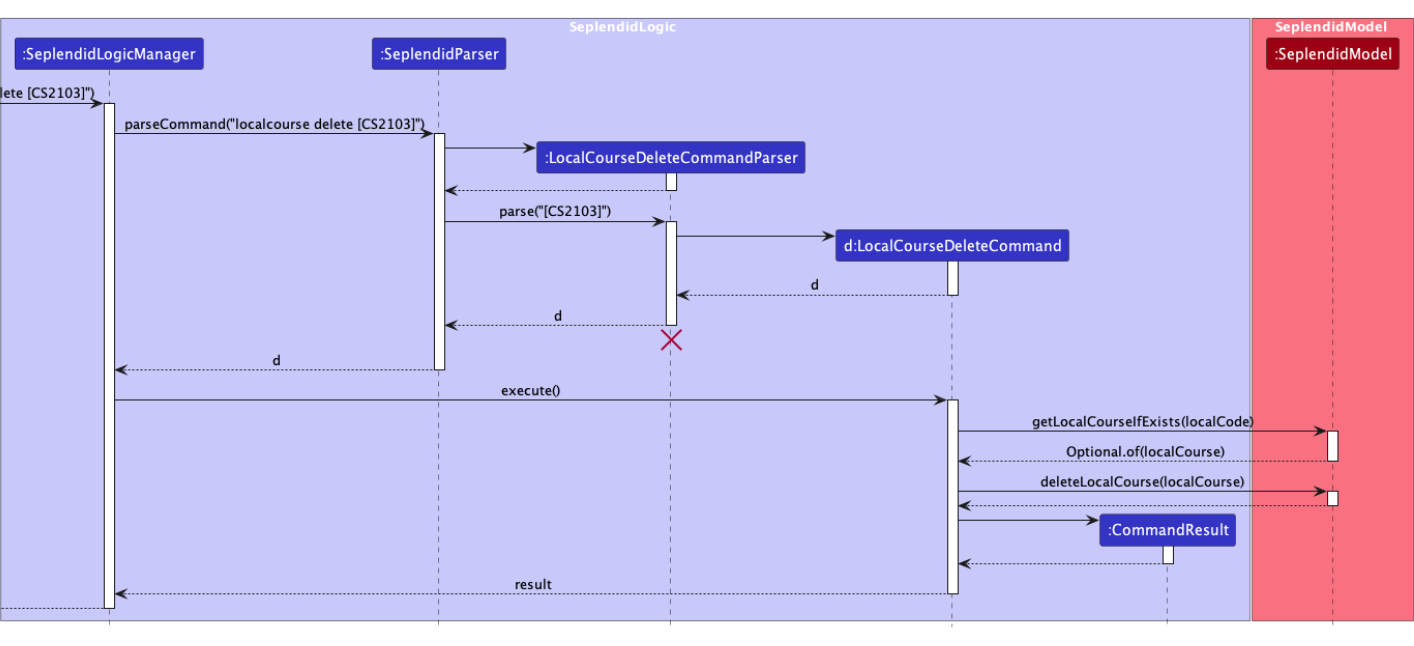 SeplendidLogic
SeplendidModel
:SeplendidLogicManager
:SeplendidParser
:SeplendidModel
lete [CS2103]")
parseCommand("localcourse delete [CS2103]")
:LocalCourseDeleteCommandParser
parse("[CS2103]")
d:LocalCourseDeleteCommand
d
d
d
execute()
getLocalCourseIfExists(localCode)
Optional.of(localCourse)
deleteLocalCourse(localCourse)
:CommandResult
result